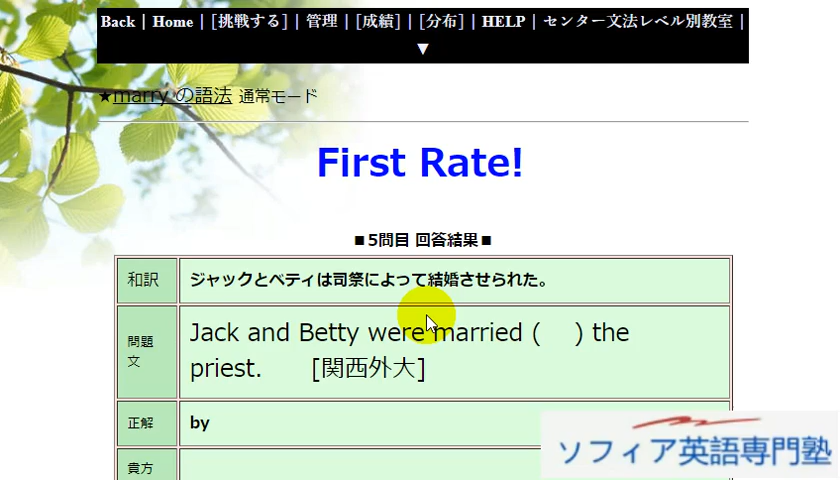 Back | Home | [挑戦する] | 管理 | [成績] | [分布] | HELP | センター文法レベル別教室 |
▼
★marry の語法 通常モード
First Rate!
■5問目 回答結果■
和訳 ジャックとベティは司祭によって結婚させられた。
問題文 Jack and Betty were married (　) the
priest.　[関西外大]
正解 by
ソフィア英語専門塾
貴方